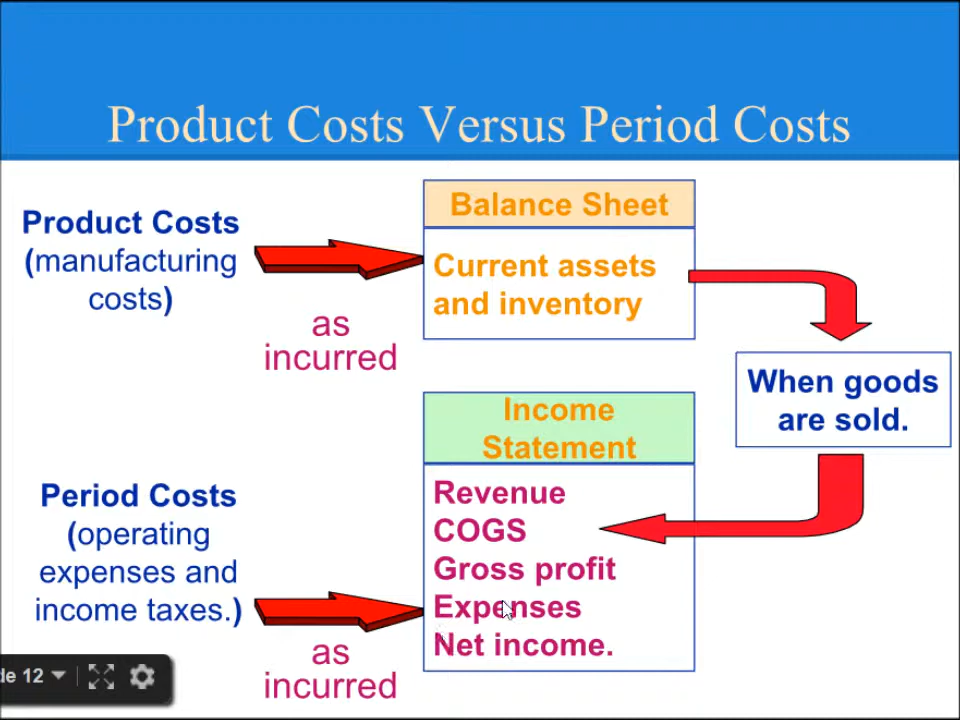 Product Costs Versus Period Costs
Product Costs
(manufacturing
costs)
as
incurred
Balance Sheet
Current assets
and inventory
When goods
are sold.
Income
Statement
Revenue
COGS
Gross profit
Expenses
Net income.
Period Costs
(operating
expenses and
income taxes.)
as
incurred
de 12